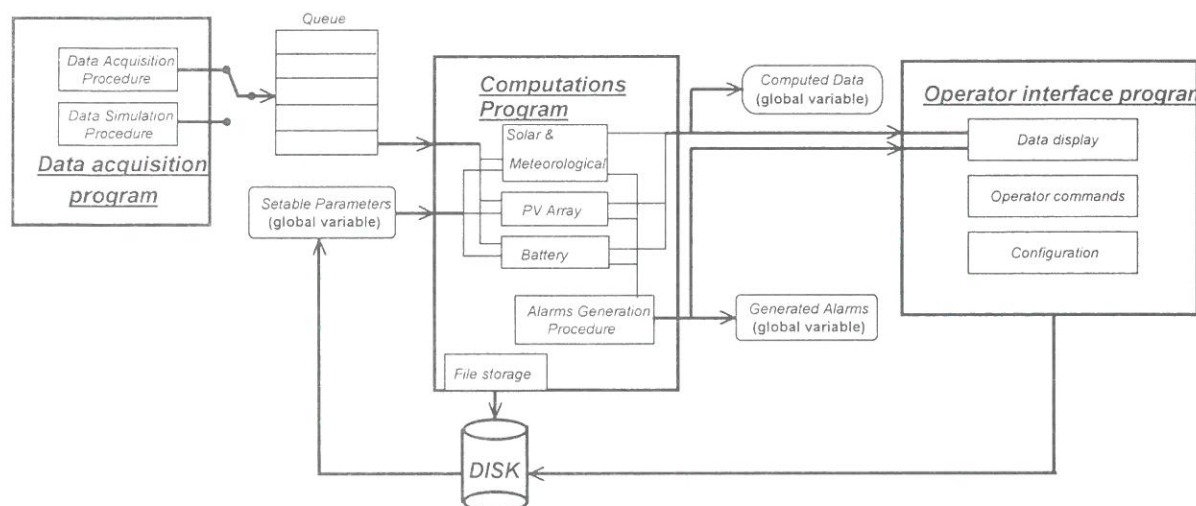 Queue
Data Acquisition
Procedure
Data Simulation
Procedure
Data acquisition
program
Setable Parameters
(global variable)
Computations
Program
Solar &
Meteorological
PV Array
Battery
Alarms Generation
Procedure
File storage
DISK
Computed Data
(global variable)
Generated Alarms
(global variable)
Operator interface program
Data display
Operator commands
Configuration